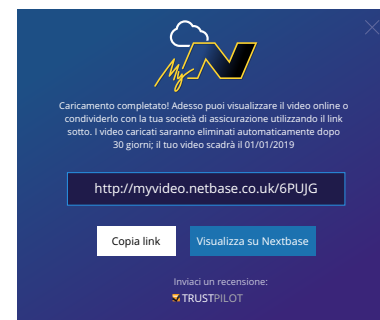 My N
Caricamento completato! Adesso puoi visualizzare il video online o
condividerlo con la tua società di assicurazione utilizzando il link
sotto. I video caricati saranno eliminati automaticamente dopo
30 giorni; il tuo video scadrà il 01/01/2019
http://myvideo.netbase.co.uk/6PUJG
Copia link
Visualizza su Nextbase
Inviaci un recensione:
TRUSTPILOT